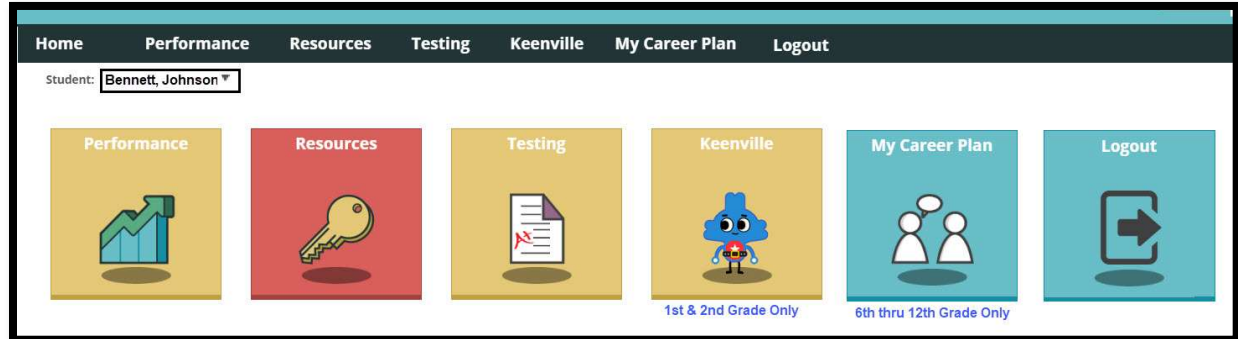 Home Performance Resources Testing Keenville My Career Plan Logout
Student: Bennett, Johnson
Performance Resources Testing Keenville My Career Plan Logout
A+
1st & 2nd Grade Only 6th thru 12th Grade Only